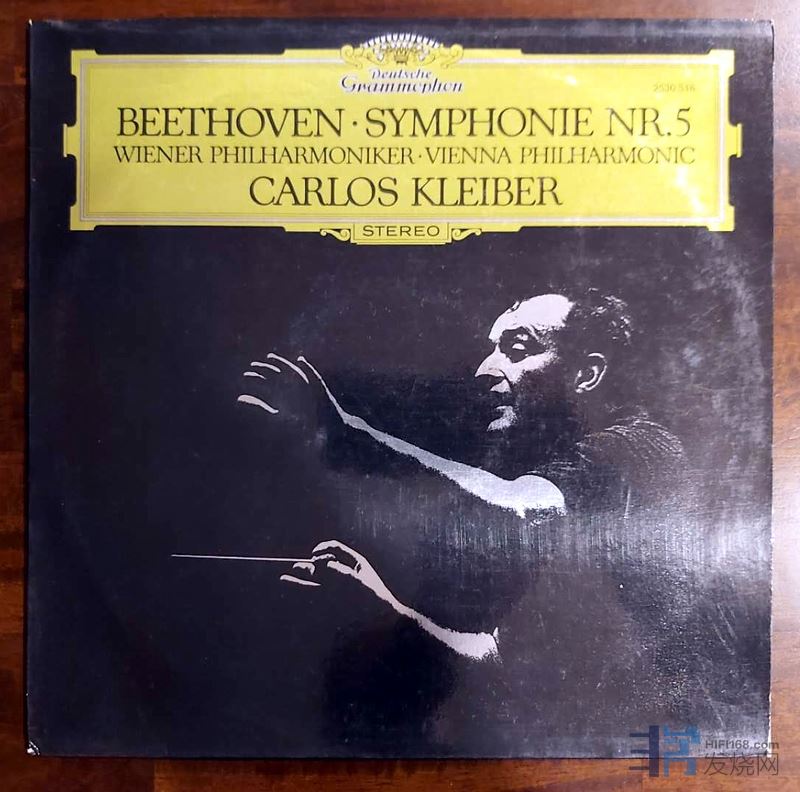 Deutsche
Grammophon
2530 516
BEETHOVEN · SYMPHONIE NR.5
WIENER PHILHARMONIKER · VIENNA PHILHARMONIC
CARLOS KLEIBER
STEREO
HIFI168.com
发烧网